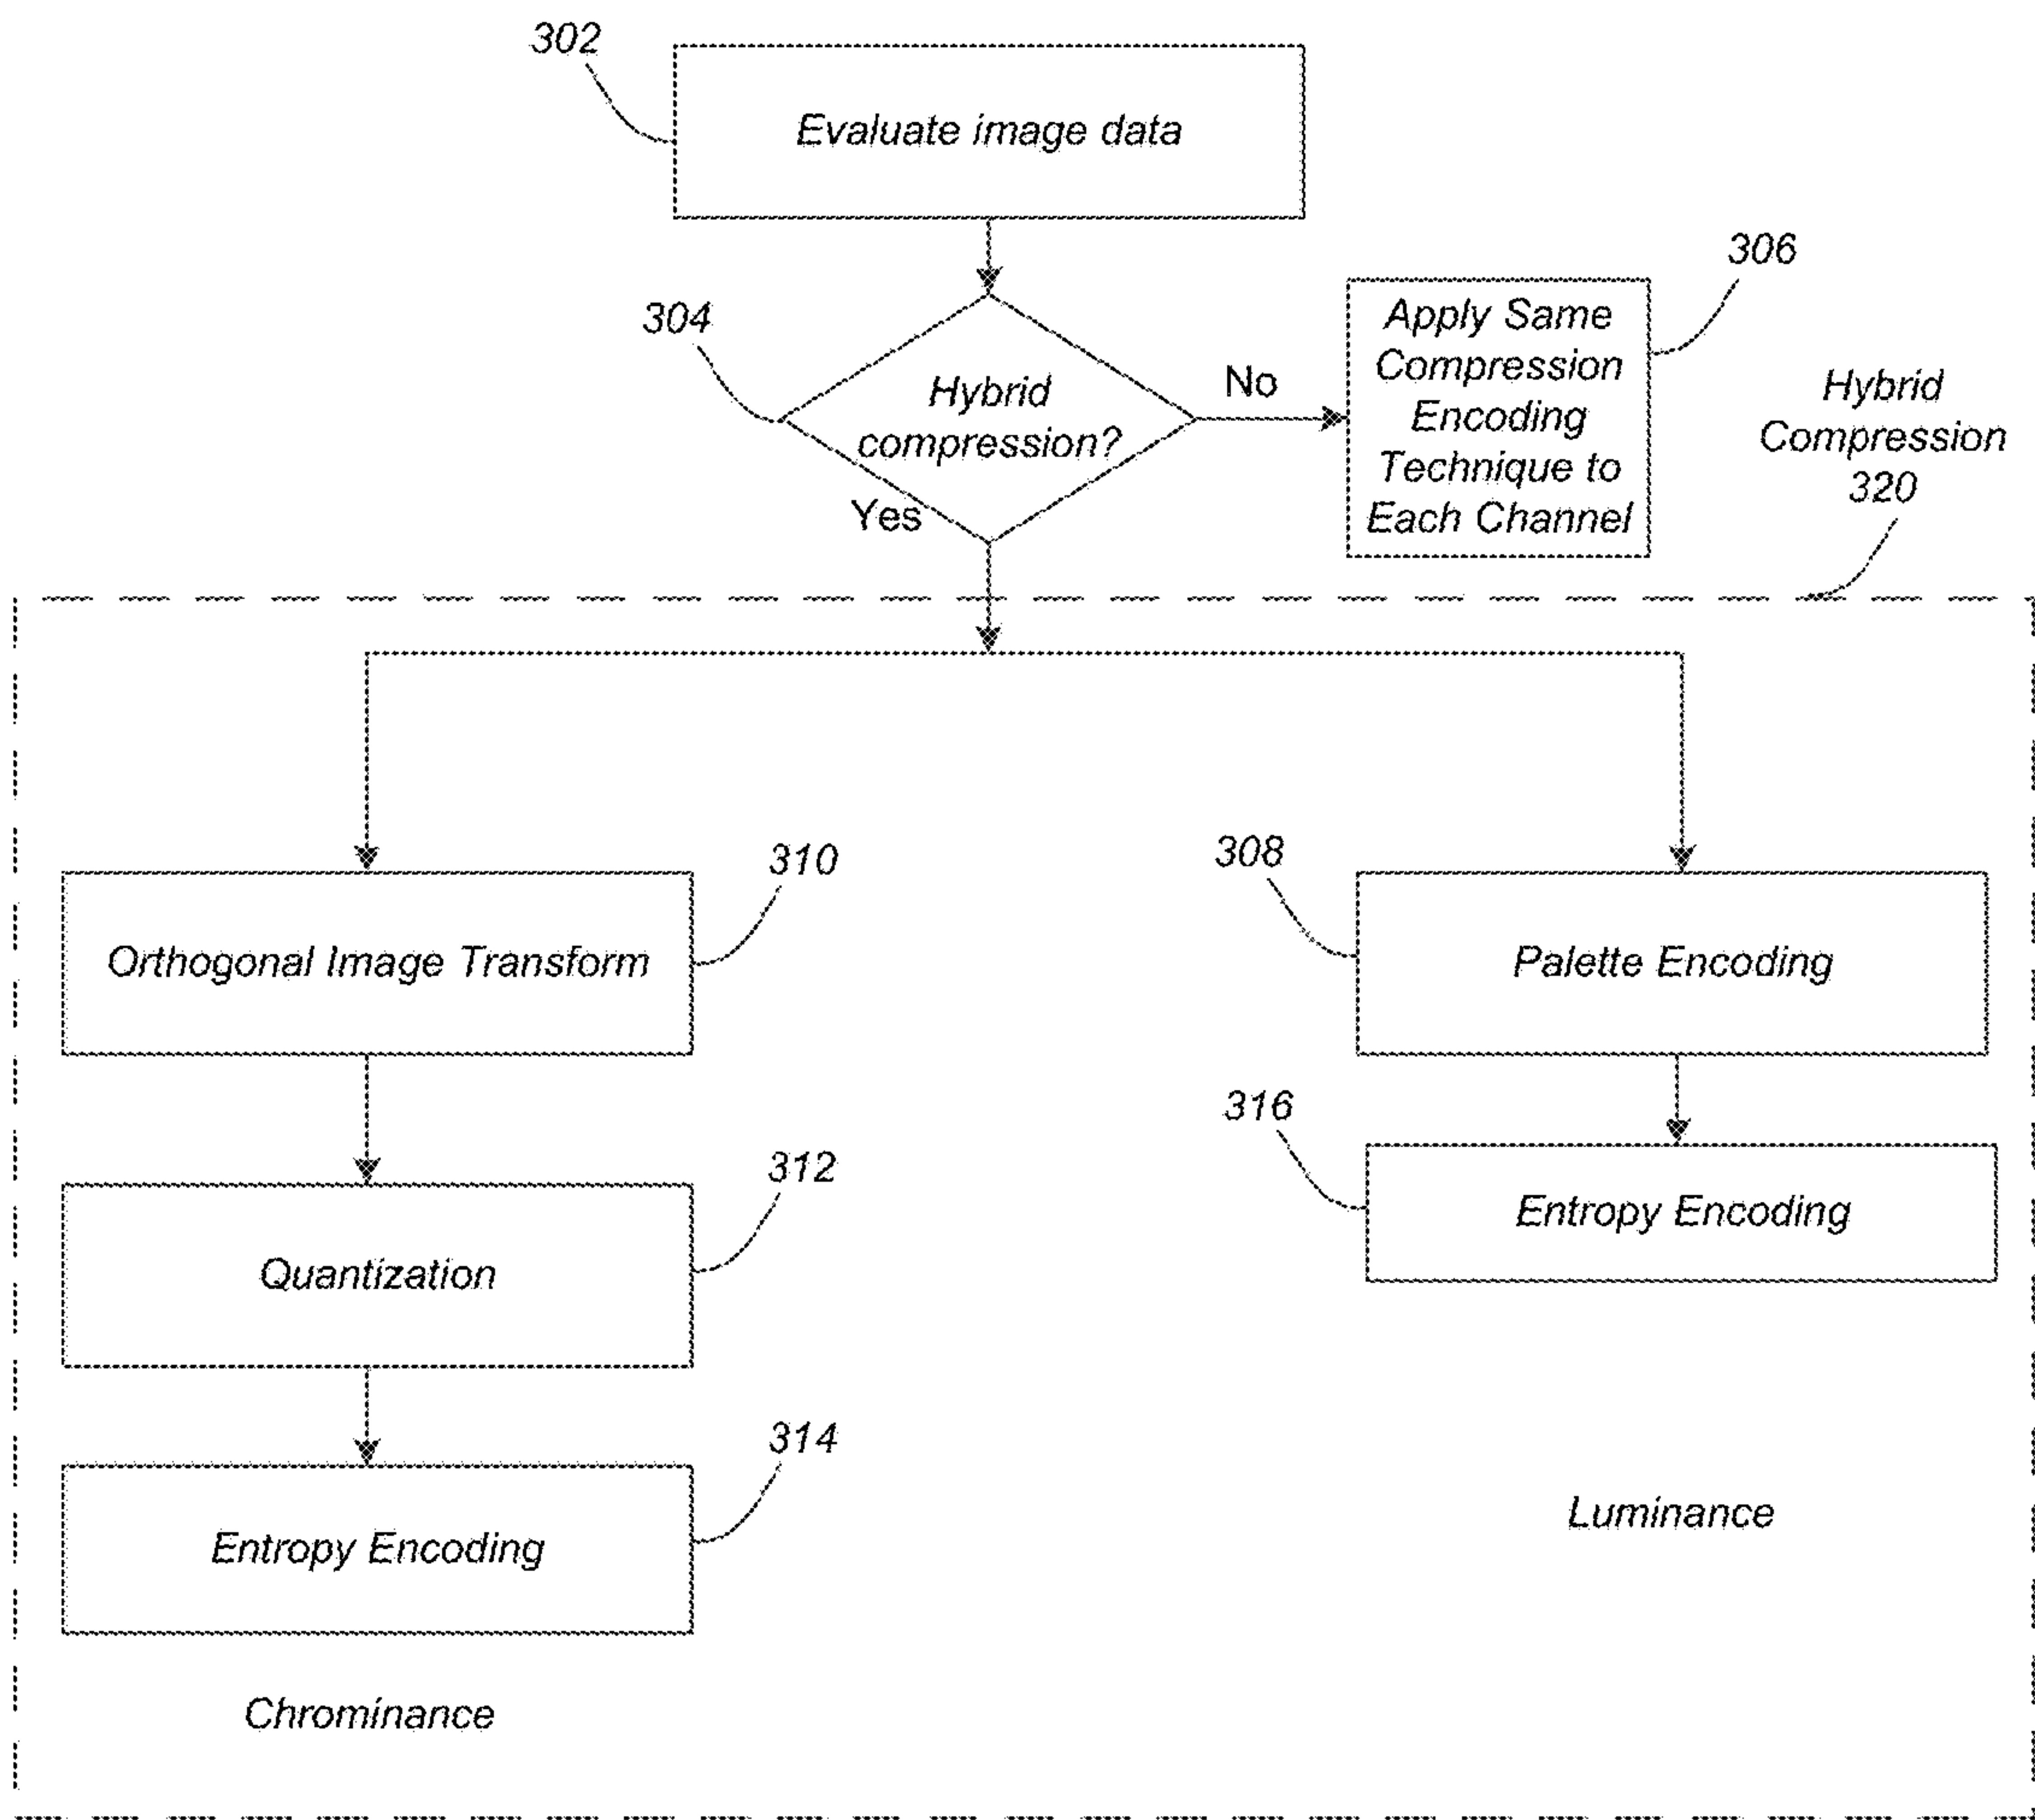 302
Evaluate image data
304
Hybrid
compression?
No
Yes
306
Apply Same
Compression
Encoding
Technique to
Each Channel
Hybrid
Compression
320
310
Orthogonal Image Transform
308
Palette Encoding
312
Quantization
316
Entropy Encoding
314
Entropy Encoding
Luminance
Chrominance